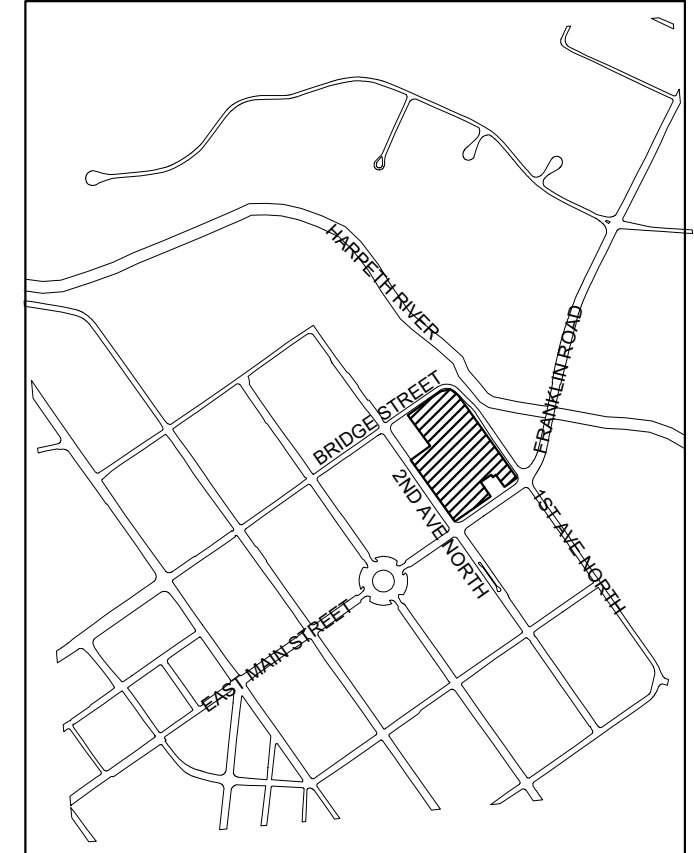 HARPETH RIVER
FRANKLIN ROAD
BRIDGE STREET
2ND AVE NORTH
1ST AVE NORTH
EAST MAIN STREET